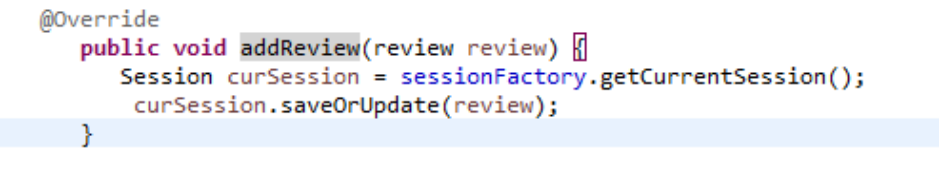 @Override
public void addReview(review review) {
Session curSession = sessionFactory.getCurrentSession();
curSession.saveOrUpdate(review);
}